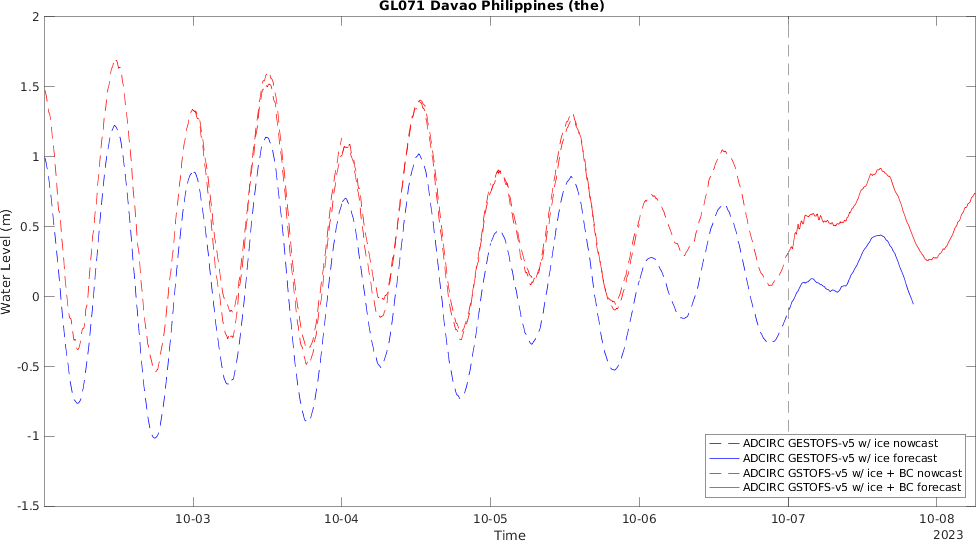 GL071 Davao Philippines (the)
2
1.5
1
0.5
0
-0.5
-1
-1.5
Water Level (m)
10-03
10-04
10-05
10-06
10-07
10-08
Time
2023
ADCIRC GESTOFS-v5 w/ ice nowcast
ADCIRC GESTOFS-v5 w/ ice forecast
ADCIRC GSTOFS-v5 w/ ice + BC nowcast
ADCIRC GSTOFS-v5 w/ ice + BC forecast